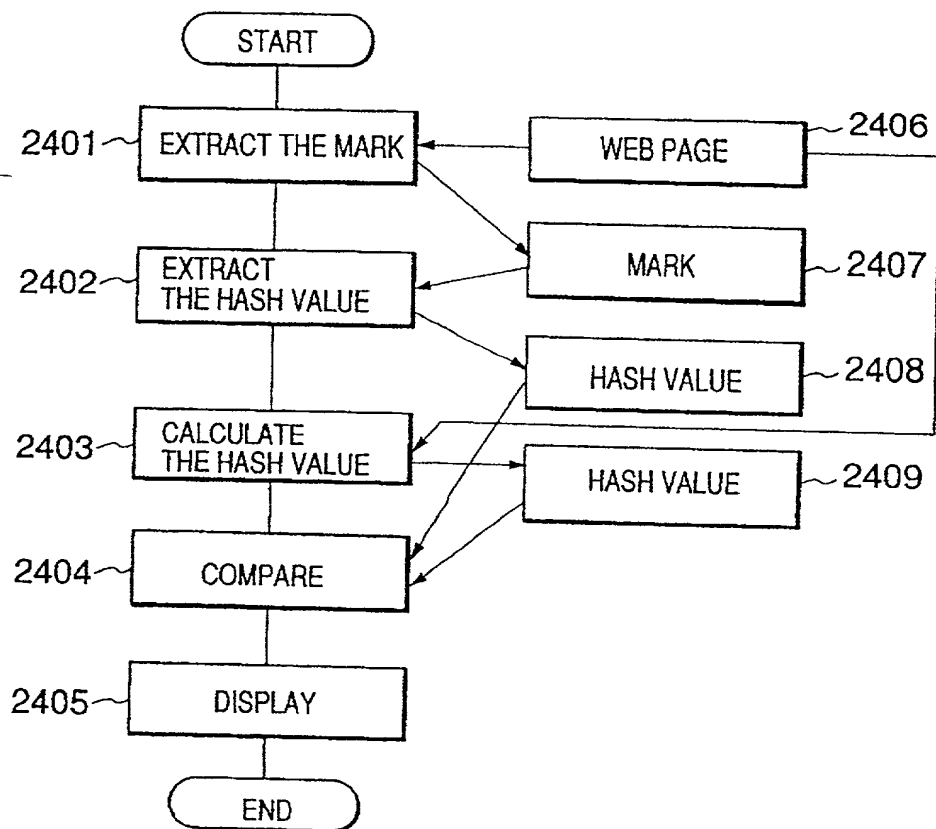 START
2401
EXTRACT THE MARK
WEB PAGE
2406
2402
EXTRACT
THE HASH VALUE
MARK
2407
HASH VALUE
2408
2403
CALCULATE
THE HASH VALUE
HASH VALUE
2409
2404
COMPARE
2405
DISPLAY
END